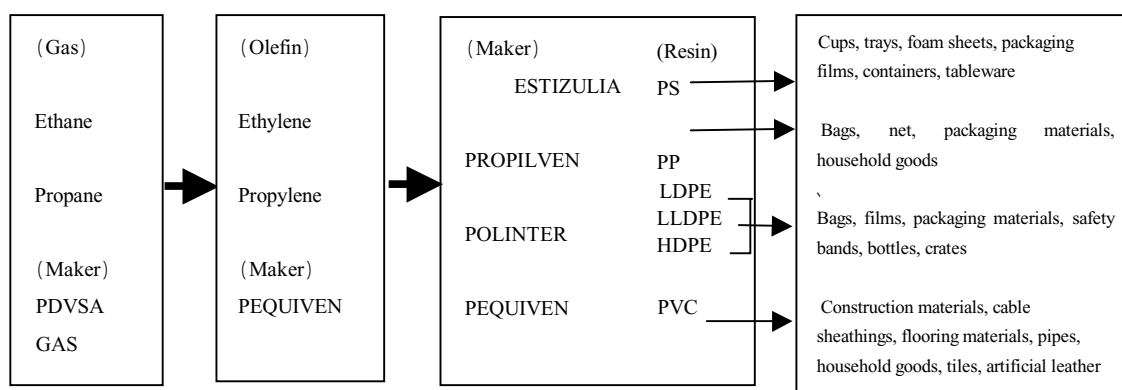 (Gas)
Ethane
Propane
(Maker)
PDVSA
GAS
(Olefin)
Ethylene
Propylene
(Maker)
PEQUIVEN
(Maker) (Resin)
ESTIZULIA PS
PROPILVEN PP
LDPE
POLINTER LLDPE
HDPE
PEQUIVEN PVC
Cups, trays, foam sheets, packaging
films, containers, tableware
Bags, net, packaging materials,
household goods
、
Bags, films, packaging materials, safety
bands, bottles, crates
Construction materials, cable
sheathings, flooring materials, pipes,
household goods, tiles, artificial leather